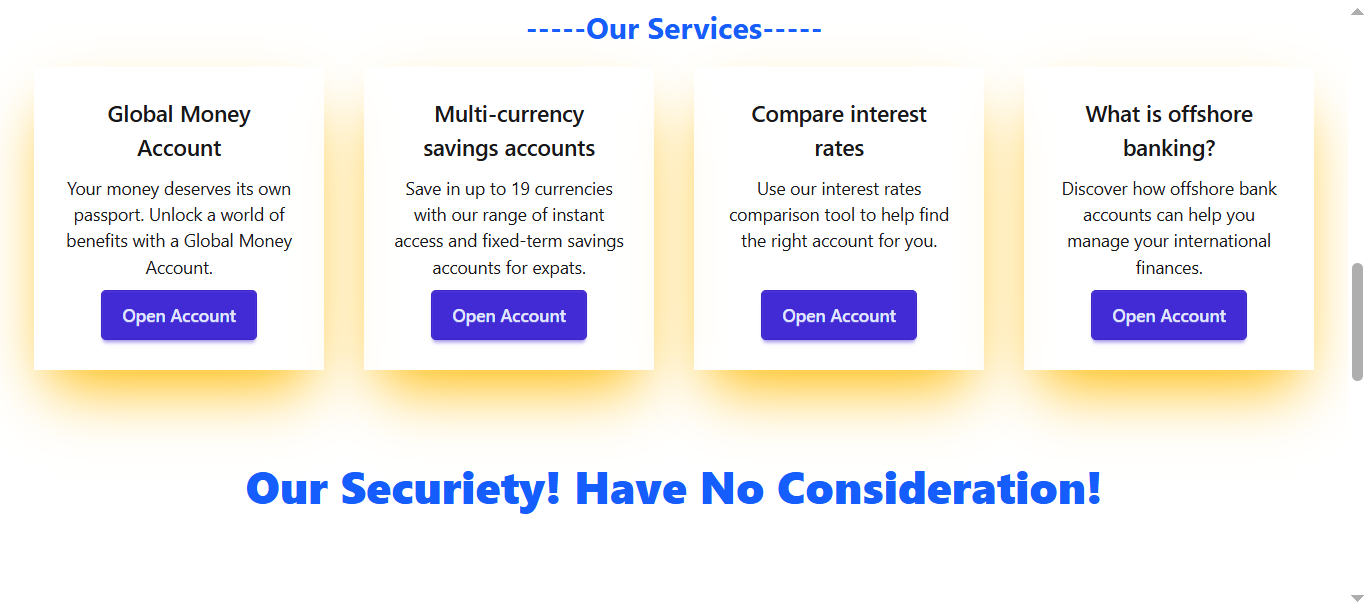 -----Our Services-----
Global Money
Account
Your money deserves its own
passport. Unlock a world of
benefits with a Global Money
Account.
Open Account
Multi-currency
savings accounts
Save in up to 19 currencies
with our range of instant
access and fixed-term savings
accounts for expats.
Open Account
Compare interest
rates
Use our interest rates
comparison tool to help find
the right account for you.
Open Account
What is offshore
banking?
Discover how offshore bank
accounts can help you
manage your international
finances.
Open Account
Our Securiety! Have No Consideration!